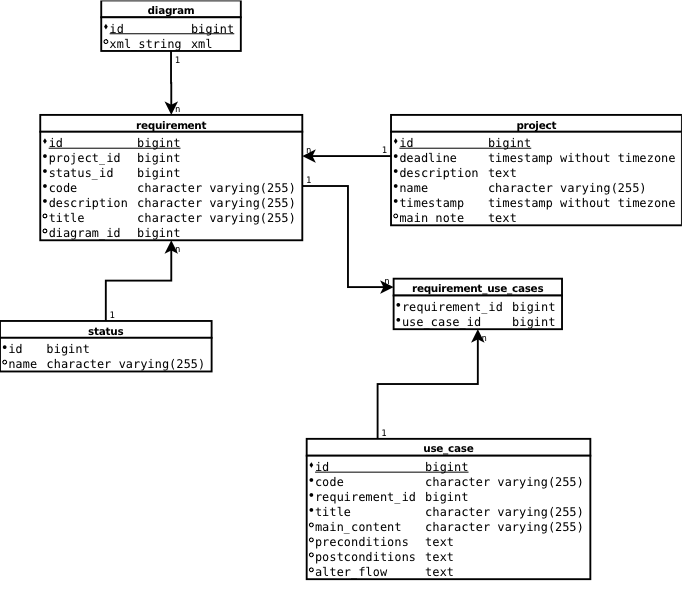 diagram
id bigint
xml_string xml
1
n
requirement
id bigint
project_id bigint
status_id bigint
code character varying(255)
description character varying(255)
title character varying(255)
diagram_id bigint
n
1
1
n
project
id bigint
deadline timestamp without timezone
description text
name character varying(255)
timestamp timestamp without timezone
main_note text
n
requirement_use_cases
requirement_id bigint
use_case_id bigint
n
1
status
id bigint
name character varying(255)
1
use_case
id bigint
code character varying(255)
requirement_id bigint
title character varying(255)
main_content character varying(255)
preconditions text
postconditions text
alter_flow text